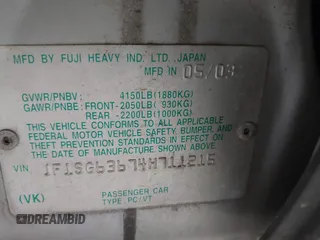 MFD BY FUJI HEAVY IND. LTD. JAPAN
MFD IN 05/03
GVWR/PNBV: 4150LB(1880KG)
GAWR/PNBE: FRONT-2050LB( 930KG)
REAR -2200LB(1000KG)
THIS VEHICLE CONFORMS TO ALL APPLICABLE
FEDERAL MOTOR VEHICLE SAFETY, BUMPER, AND
THEFT PREVENTION STANDARDS IN EFFECT ON
THE DATE OF MANUFACTURE SHOWN ABOVE.
VIN
(VK)
PASSENGER CAR
TYPE: PC/VT
© DREAMBID